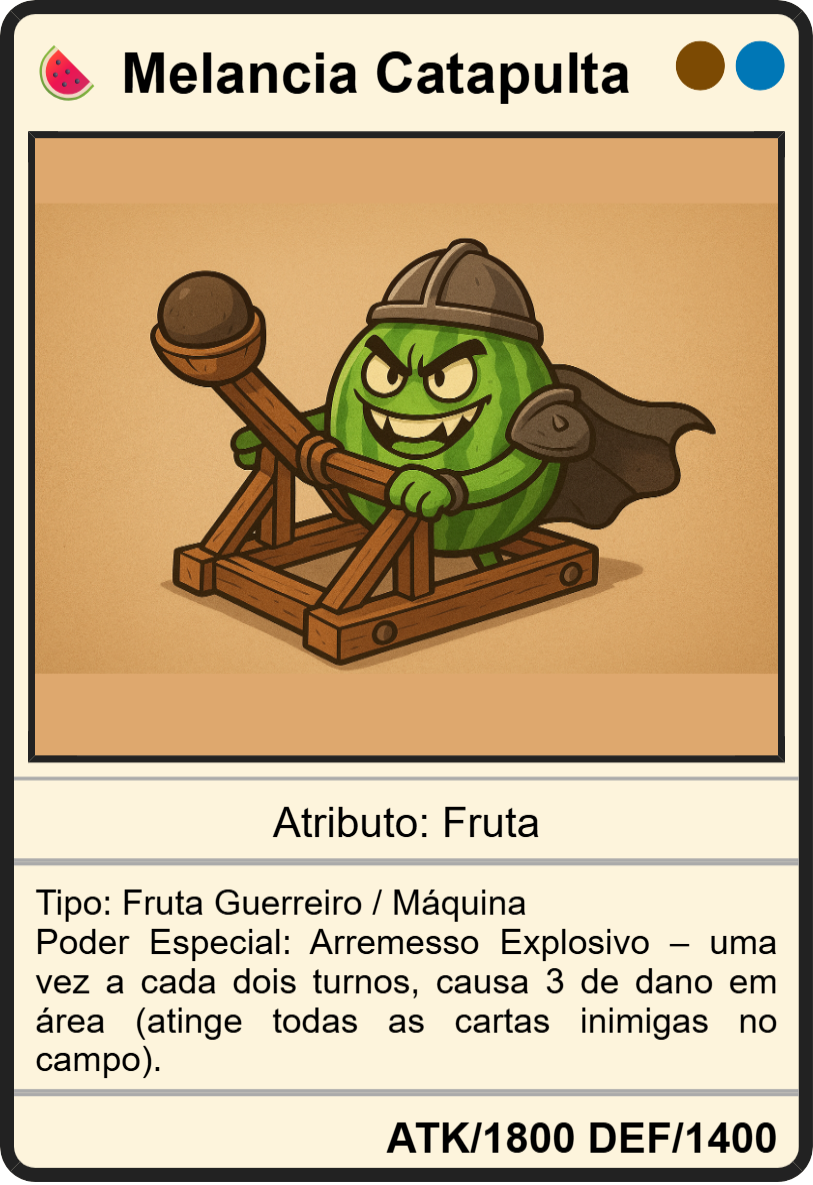 Melancia Catapulta
Atributo: Fruta
Tipo: Fruta Guerreiro / Máquina
Poder Especial: Arremesso Explosivo – uma
vez a cada dois turnos, causa 3 de dano em
área (atinge todas as cartas inimigas no
campo).
ATK/1800 DEF/1400